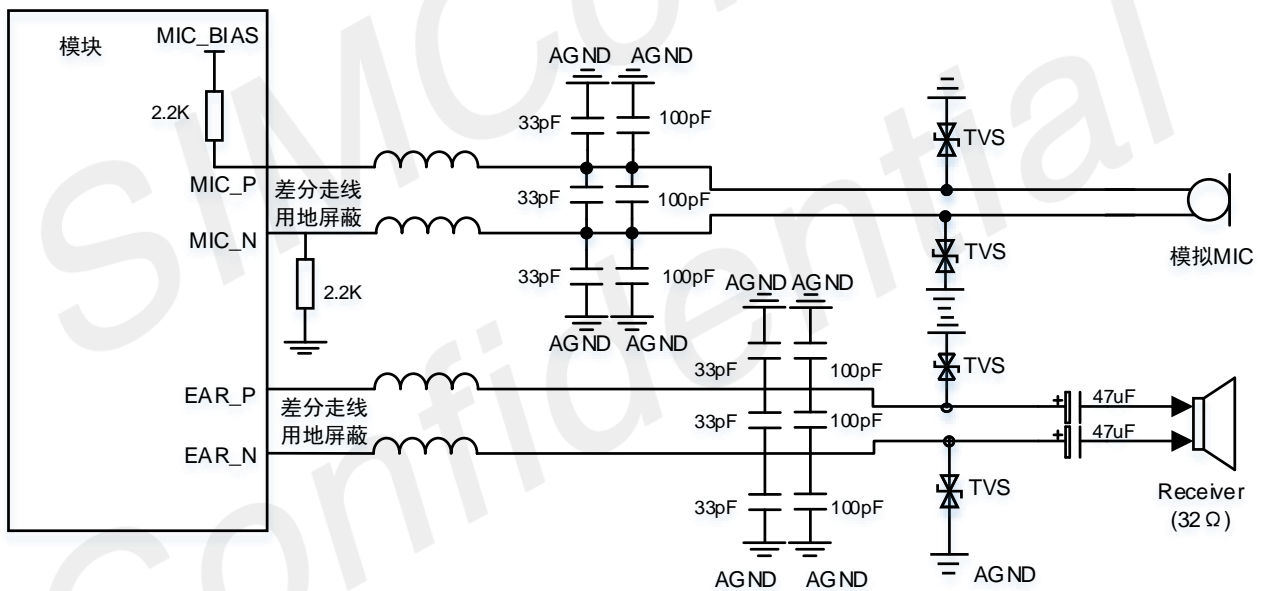 模块
MIC_BIAS
2.2K
MIC_P
差分走线
用地屏蔽
MIC_N
2.2K
AGND
AGND
33pF
100pF
33pF
100pF
33pF
100pF
AGND
AGND
TVS
TVS
模拟MIC
EAR_P
差分走线
用地屏蔽
EAR_N
AGND
AGND
33pF
100pF
33pF
100pF
33pF
100pF
AGND
AGND
TVS
+
47uF
+
47uF
TVS
AGND
Receiver
(32Ω)
SIMCom
Confidential